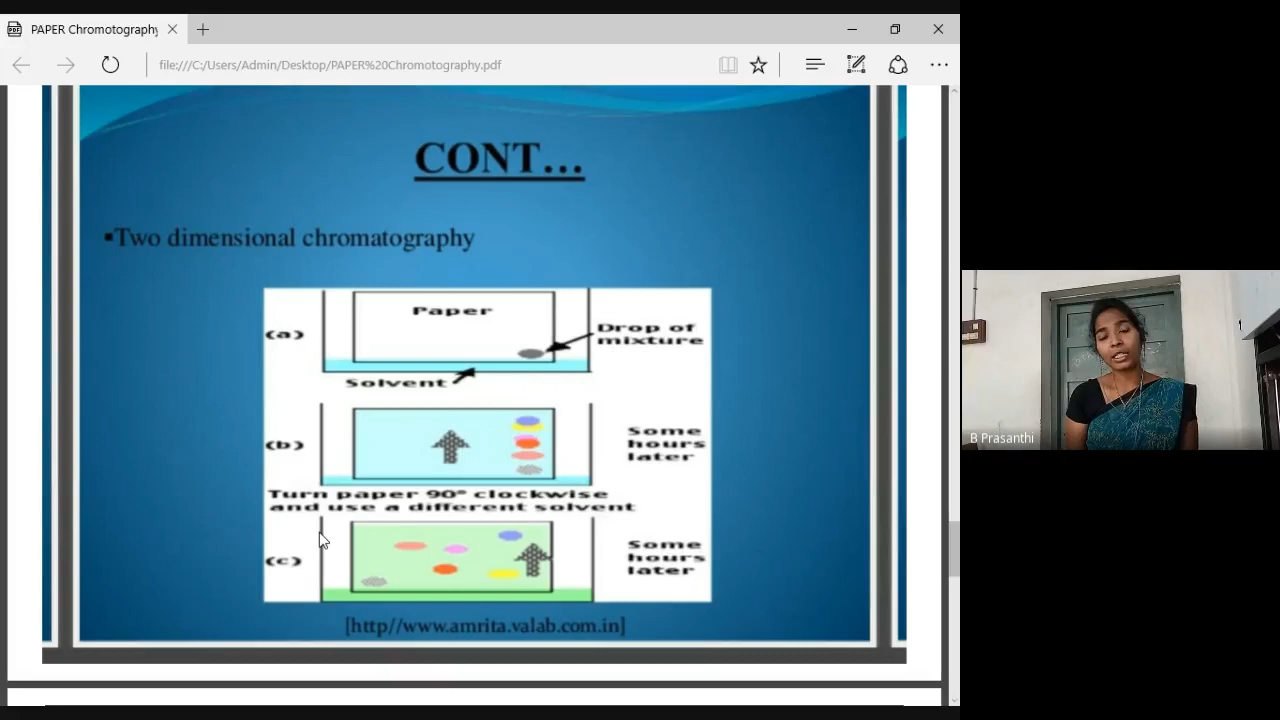 PAPER Chromotography
file:///C:/Users/Admin/Desktop/PAPER%20Chromotography.pdf
CONT...
▪Two dimensional chromatography
Paper
(a)
Drop of
mixture
Solvent
(b)
Some
hours
later
Turn paper 90° clockwise
and use a different solvent
(c)
Some
hours
later
[http//www.amrita.valab.com.in]
B Prasanthi